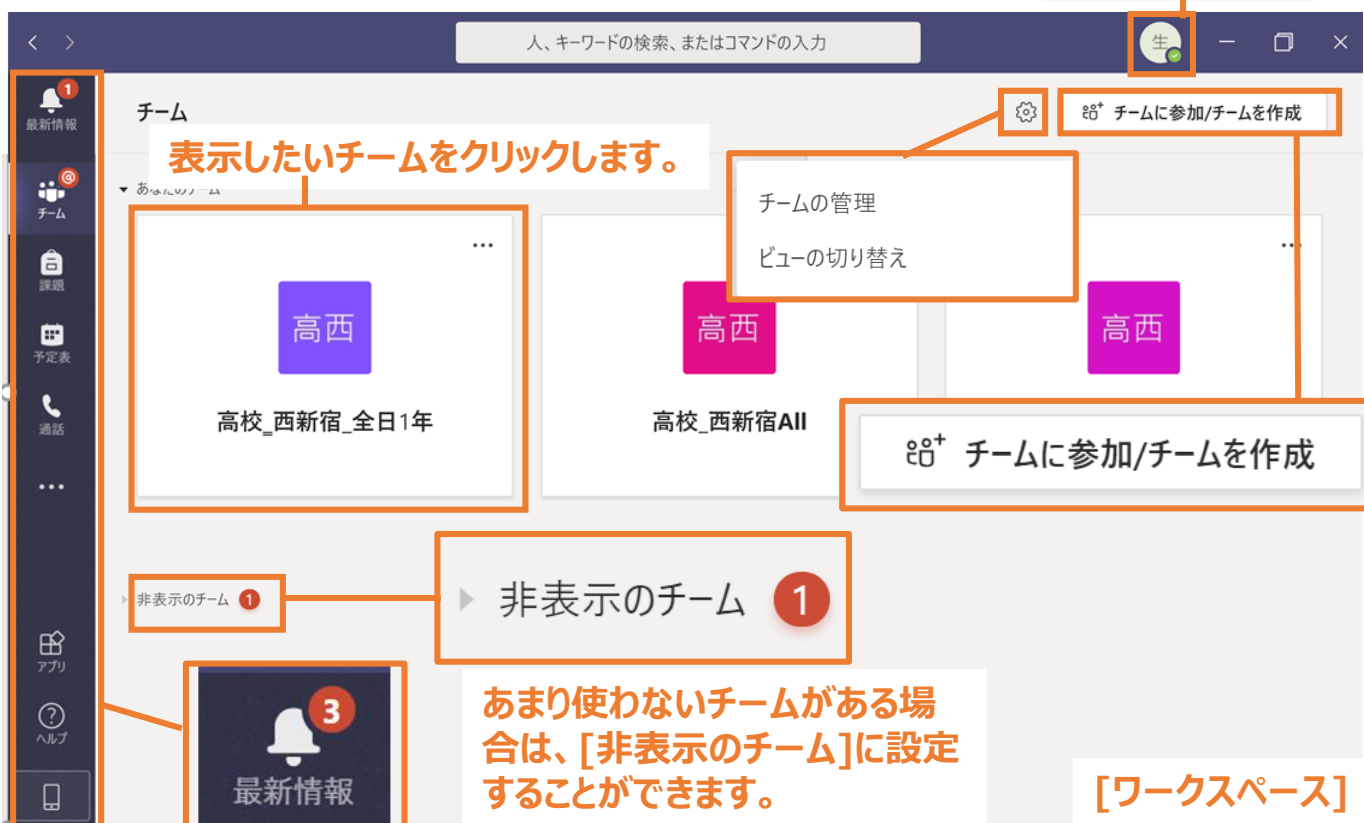 人、キーワードの検索、またはコマンドの入力
生
1
最新情報
チーム
チームに参加/チームを作成
表示したいチームをクリックします。
@
チーム
あなたのチーム
チームの管理
ビューの切り替え
課題
予定表
通話
高西
高西
高西
高校_西新宿_全日1年
高校_西新宿All
チームに参加/チームを作成
非表示のチーム 1
非表示のチーム 1
アプリ
ヘルプ
3
最新情報
あまり使わないチームがある場
合は、[非表示のチーム]に設定
することができます。
[ワークスペース]